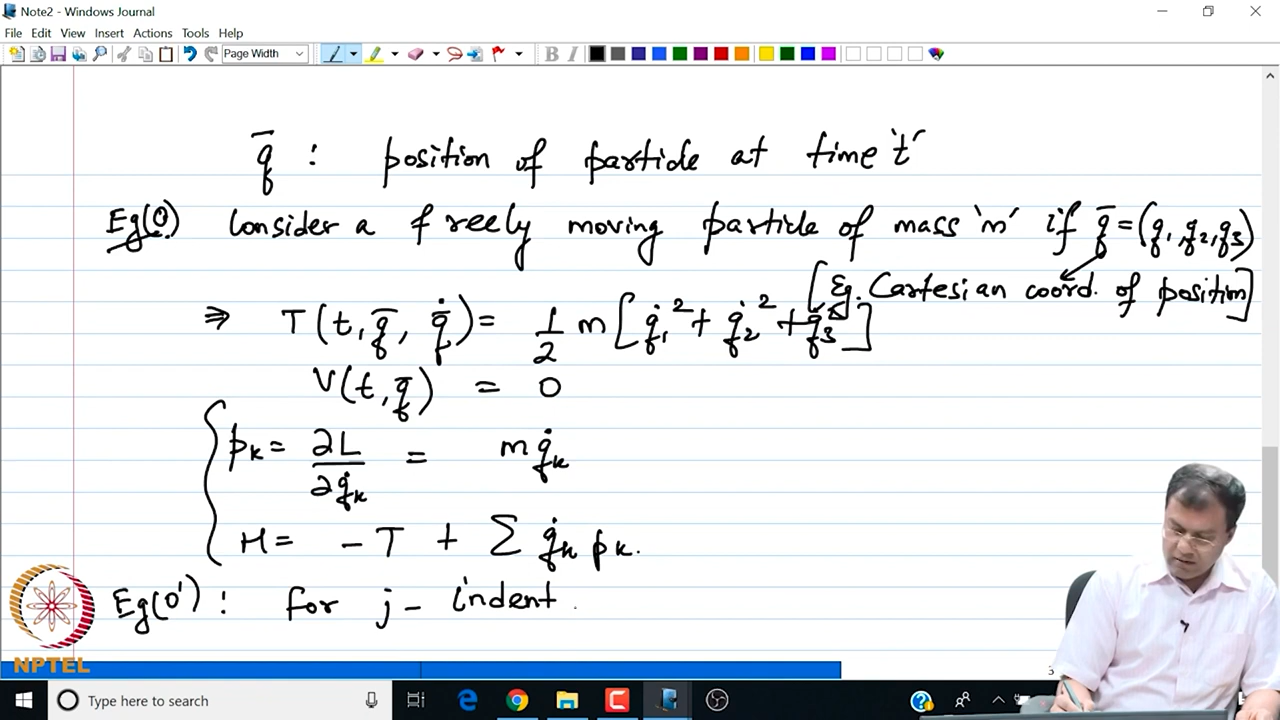 Note2 - Windows Journal
File Edit View Insert Actions Tools Help
Page Width
B I
q̄ : position of particle at time 't'
Eg(0) Consider a freely moving particle of mass 'm' if q̄ = (q₁, q₂, q₃)
[Eg. Cartesian coord. of position]
⇒ T(t, q̄, q̄̇) = 1/2 m [q̇₁² + q̇₂² + q̇₃²]
V(t, q̄) = 0
pₖ = ∂L/∂q̇ₖ = m q̇ₖ
H = - T + Σ q̇ₖ pₖ.
Eg(0') : For j - indent
NPTEL
Type here to search